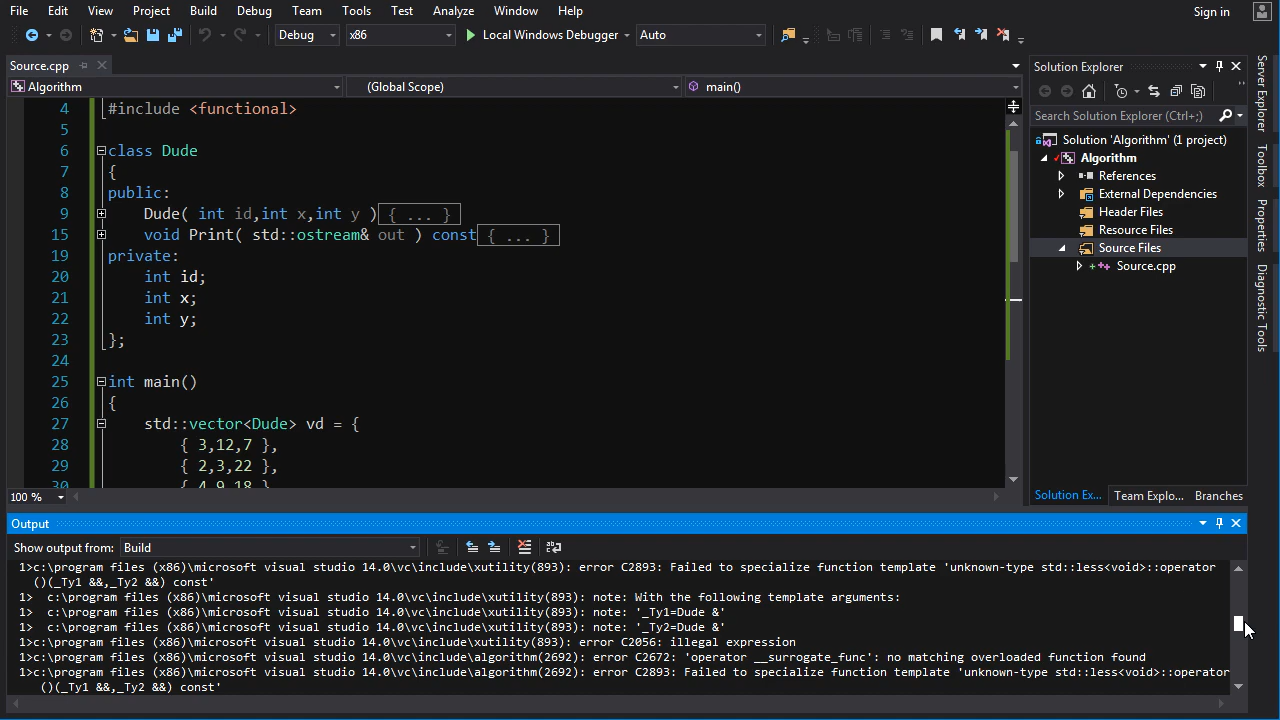 File Edit View Project Build Debug Team Tools Test Analyze Window Help Sign in
Debug x86 Local Windows Debugger Auto
Source.cpp
Algorithm (Global Scope) main()
4 #include <functional>
5
6 class Dude
7 {
8 public:
9 Dude( int id,int x,int y ){ ... }
15 void Print( std::ostream& out ) const{ ... }
19 private:
20 int id;
21 int x;
22 int y;
23 };
24
25 int main()
26 {
27 std::vector<Dude> vd = {
28 { 3,12,7 },
29 { 2,3,22 },
30 { 4,9,18 },
100 %
Solution Explorer
Search Solution Explorer (Ctrl+;)
Solution 'Algorithm' (1 project)
Algorithm
References
External Dependencies
Header Files
Resource Files
Source Files
Source.cpp
Solution Ex... Team Explo... Branches
Server Explorer
Toolbox
Properties
Diagnostic Tools
Output
Show output from: Build
1>c:\program files (x86)\microsoft visual studio 14.0\vc\include\xutility(893): error C2893: Failed to specialize function template 'unknown-type std::less<void>::operator
()(_Ty1 &&,_Ty2 &&) const'
1> c:\program files (x86)\microsoft visual studio 14.0\vc\include\xutility(893): note: With the following template arguments:
1> c:\program files (x86)\microsoft visual studio 14.0\vc\include\xutility(893): note: '_Ty1=Dude &'
1> c:\program files (x86)\microsoft visual studio 14.0\vc\include\xutility(893): note: '_Ty2=Dude &'
1>c:\program files (x86)\microsoft visual studio 14.0\vc\include\xutility(893): error C2056: illegal expression
1>c:\program files (x86)\microsoft visual studio 14.0\vc\include\algorithm(2692): error C2672: 'operator __surrogate_func': no matching overloaded function found
1>c:\program files (x86)\microsoft visual studio 14.0\vc\include\algorithm(2692): error C2893: Failed to specialize function template 'unknown-type std::less<void>::operator
()(_Ty1 &&,_Ty2 &&) const'